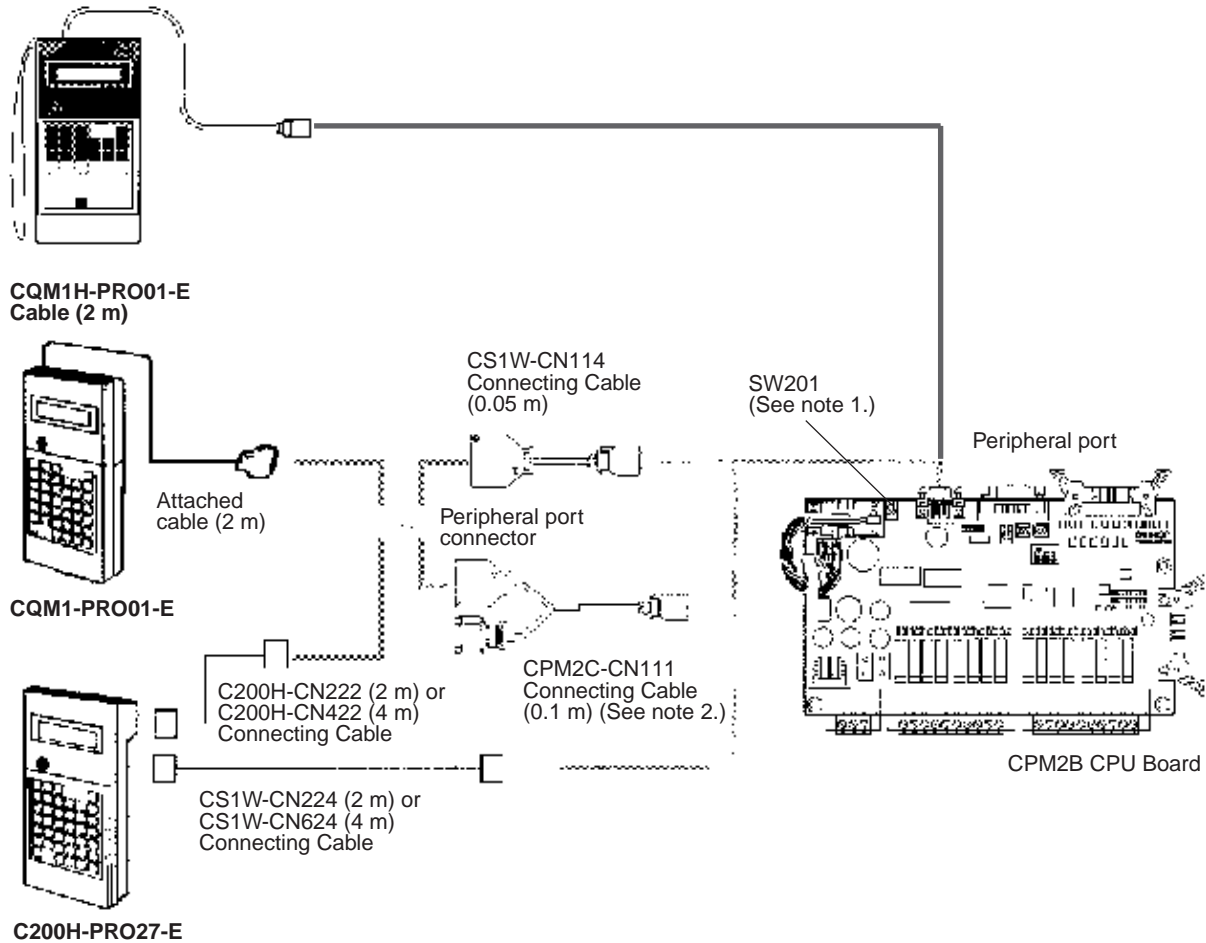 CQM1H-PRO01-E
Cable (2 m)
CS1W-CN114
Connecting Cable
(0.05 m)
SW201
(See note 1.)
Peripheral port
Attached
cable (2 m)
Peripheral port
connector
CQM1-PRO01-E
C200H-CN222 (2 m) or
C200H-CN422 (4 m)
Connecting Cable
CPM2C-CN111
Connecting Cable
(0.1 m) (See note 2.)
CPM2B CPU Board
CS1W-CN224 (2 m) or
CS1W-CN624 (4 m)
Connecting Cable
C200H-PRO27-E